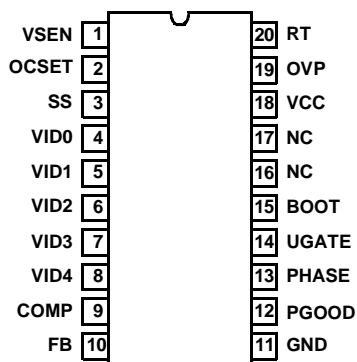 VSEN 1 20 RT
OCSET 2 19 OVP
SS 3 18 VCC
VID0 4 17 NC
VID1 5 16 NC
VID2 6 15 BOOT
VID3 7 14 UGATE
VID4 8 13 PHASE
COMP 9 12 PGOOD
FB 10 11 GND